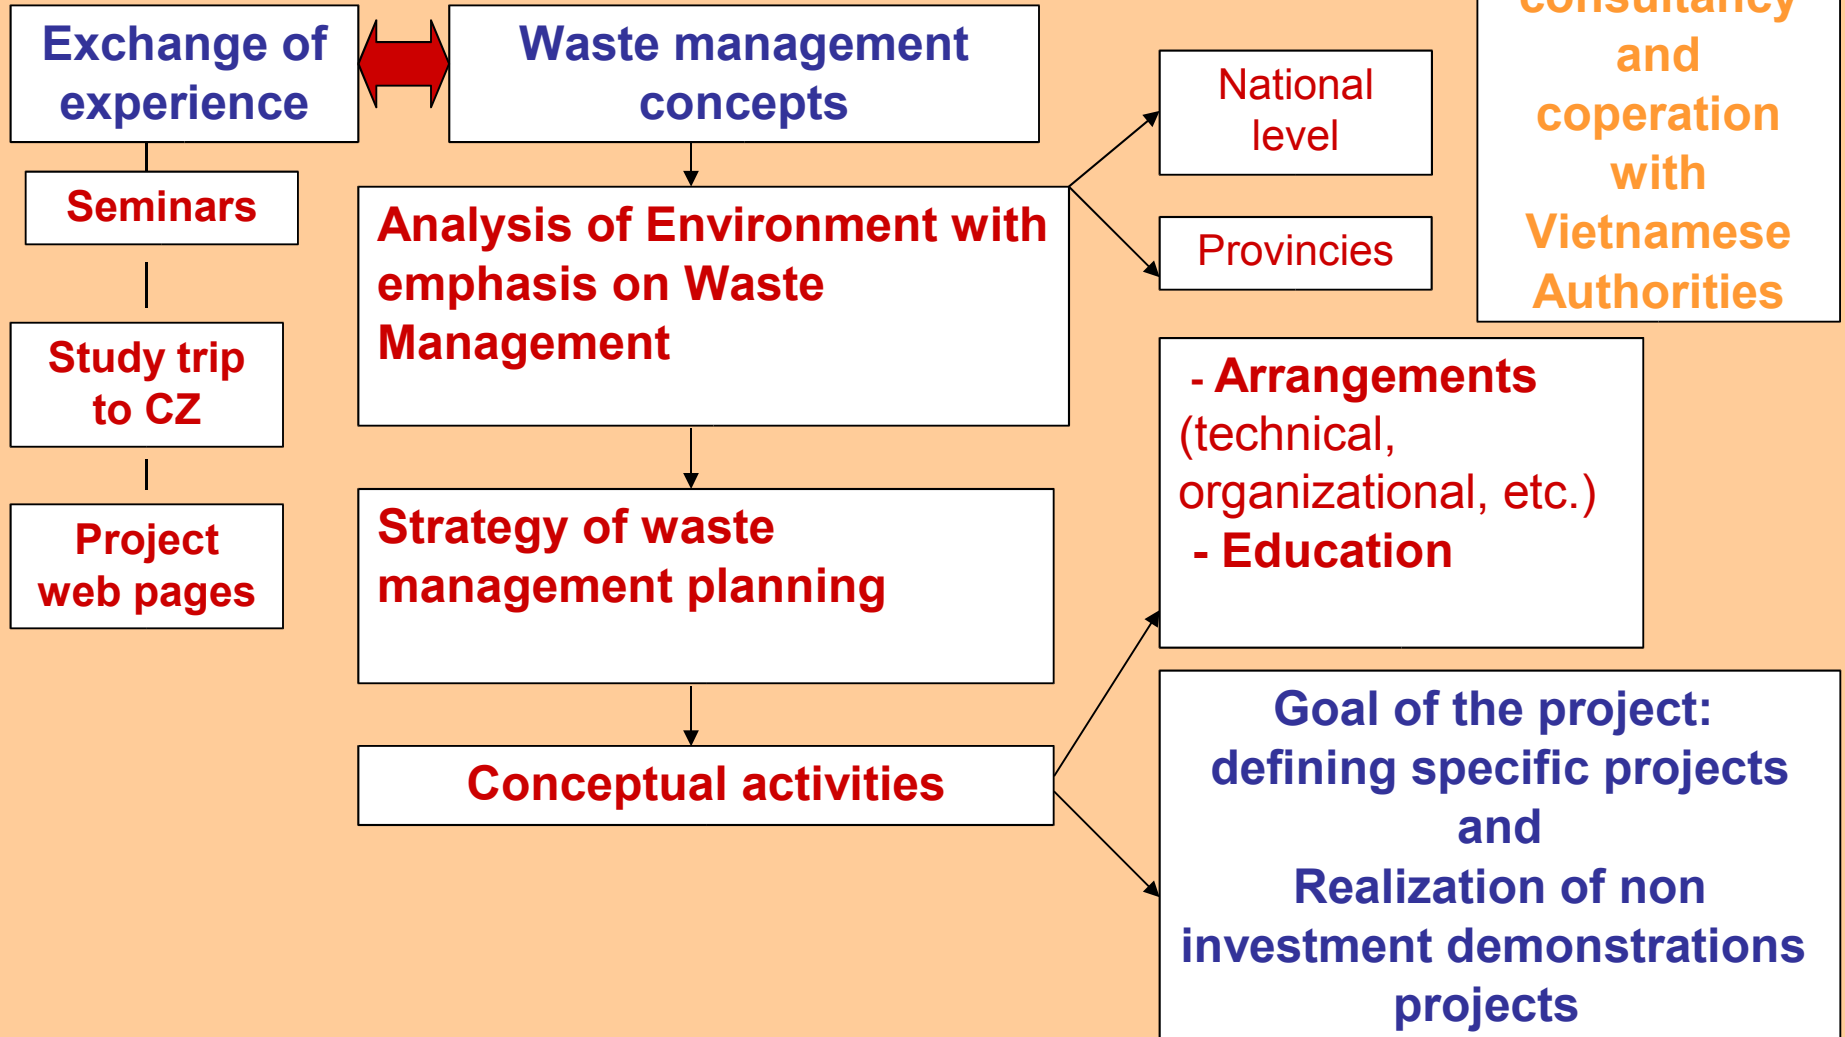 Exchange of
experience
Waste management
concepts
Seminars
Study trip
to CZ
Project
web pages
Analysis of Environment with
emphasis on Waste
Management
Strategy of waste
management planning
Conceptual activities
National
level
Provincies
consultancy
and
coperation
with
Vietnamese
Authorities
- Arrangements
(technical,
organizational, etc.)
- Education
Goal of the project:
defining specific projects
and
Realization of non
investment demonstrations
projects